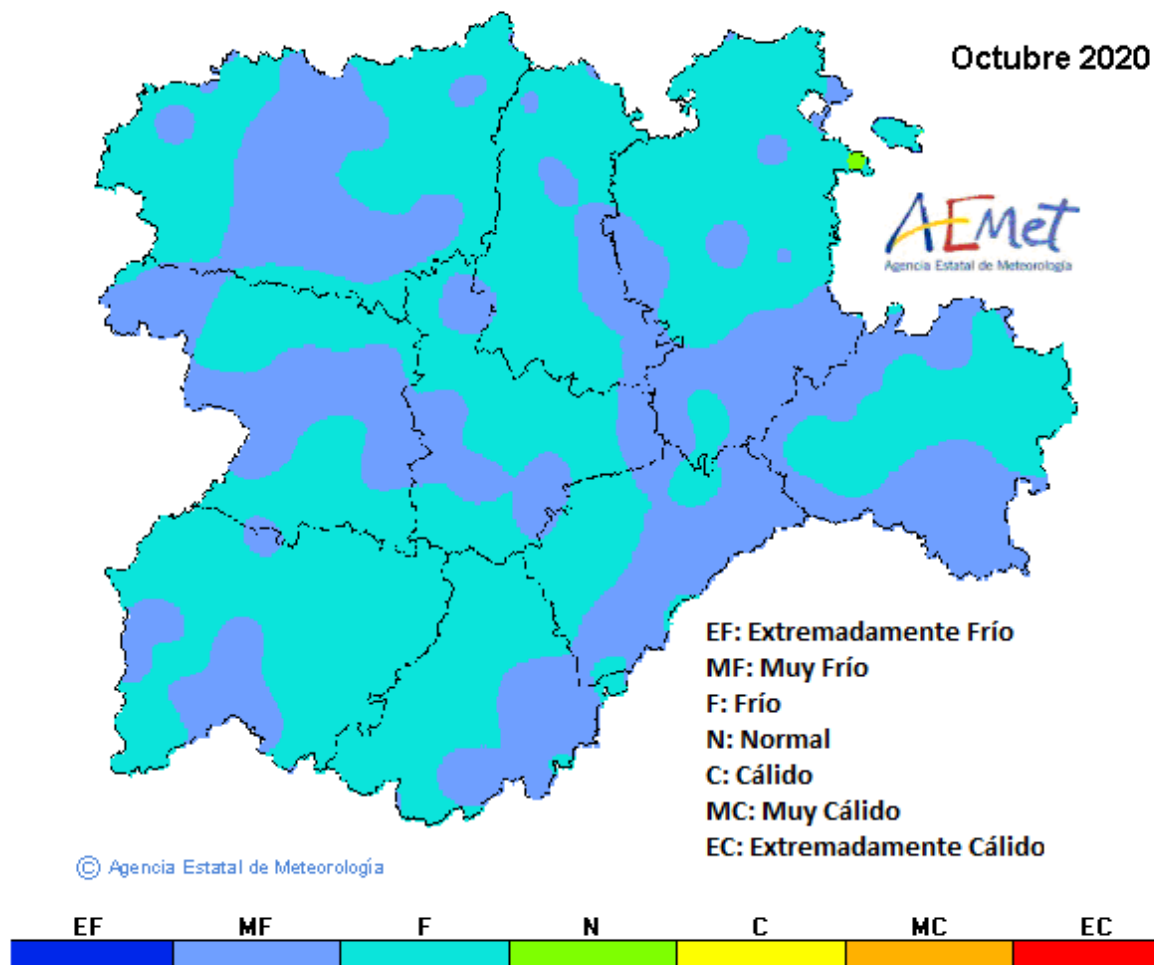 Octubre 2020
AEMet
Agencia Estatal de Meteorología
EF: Extremadamente Frío
MF: Muy Frío
F: Frío
N: Normal
C: Cálido
MC: Muy Cálido
EC: Extremadamente Cálido
© Agencia Estatal de Meteorología
EF MF F N C MC EC